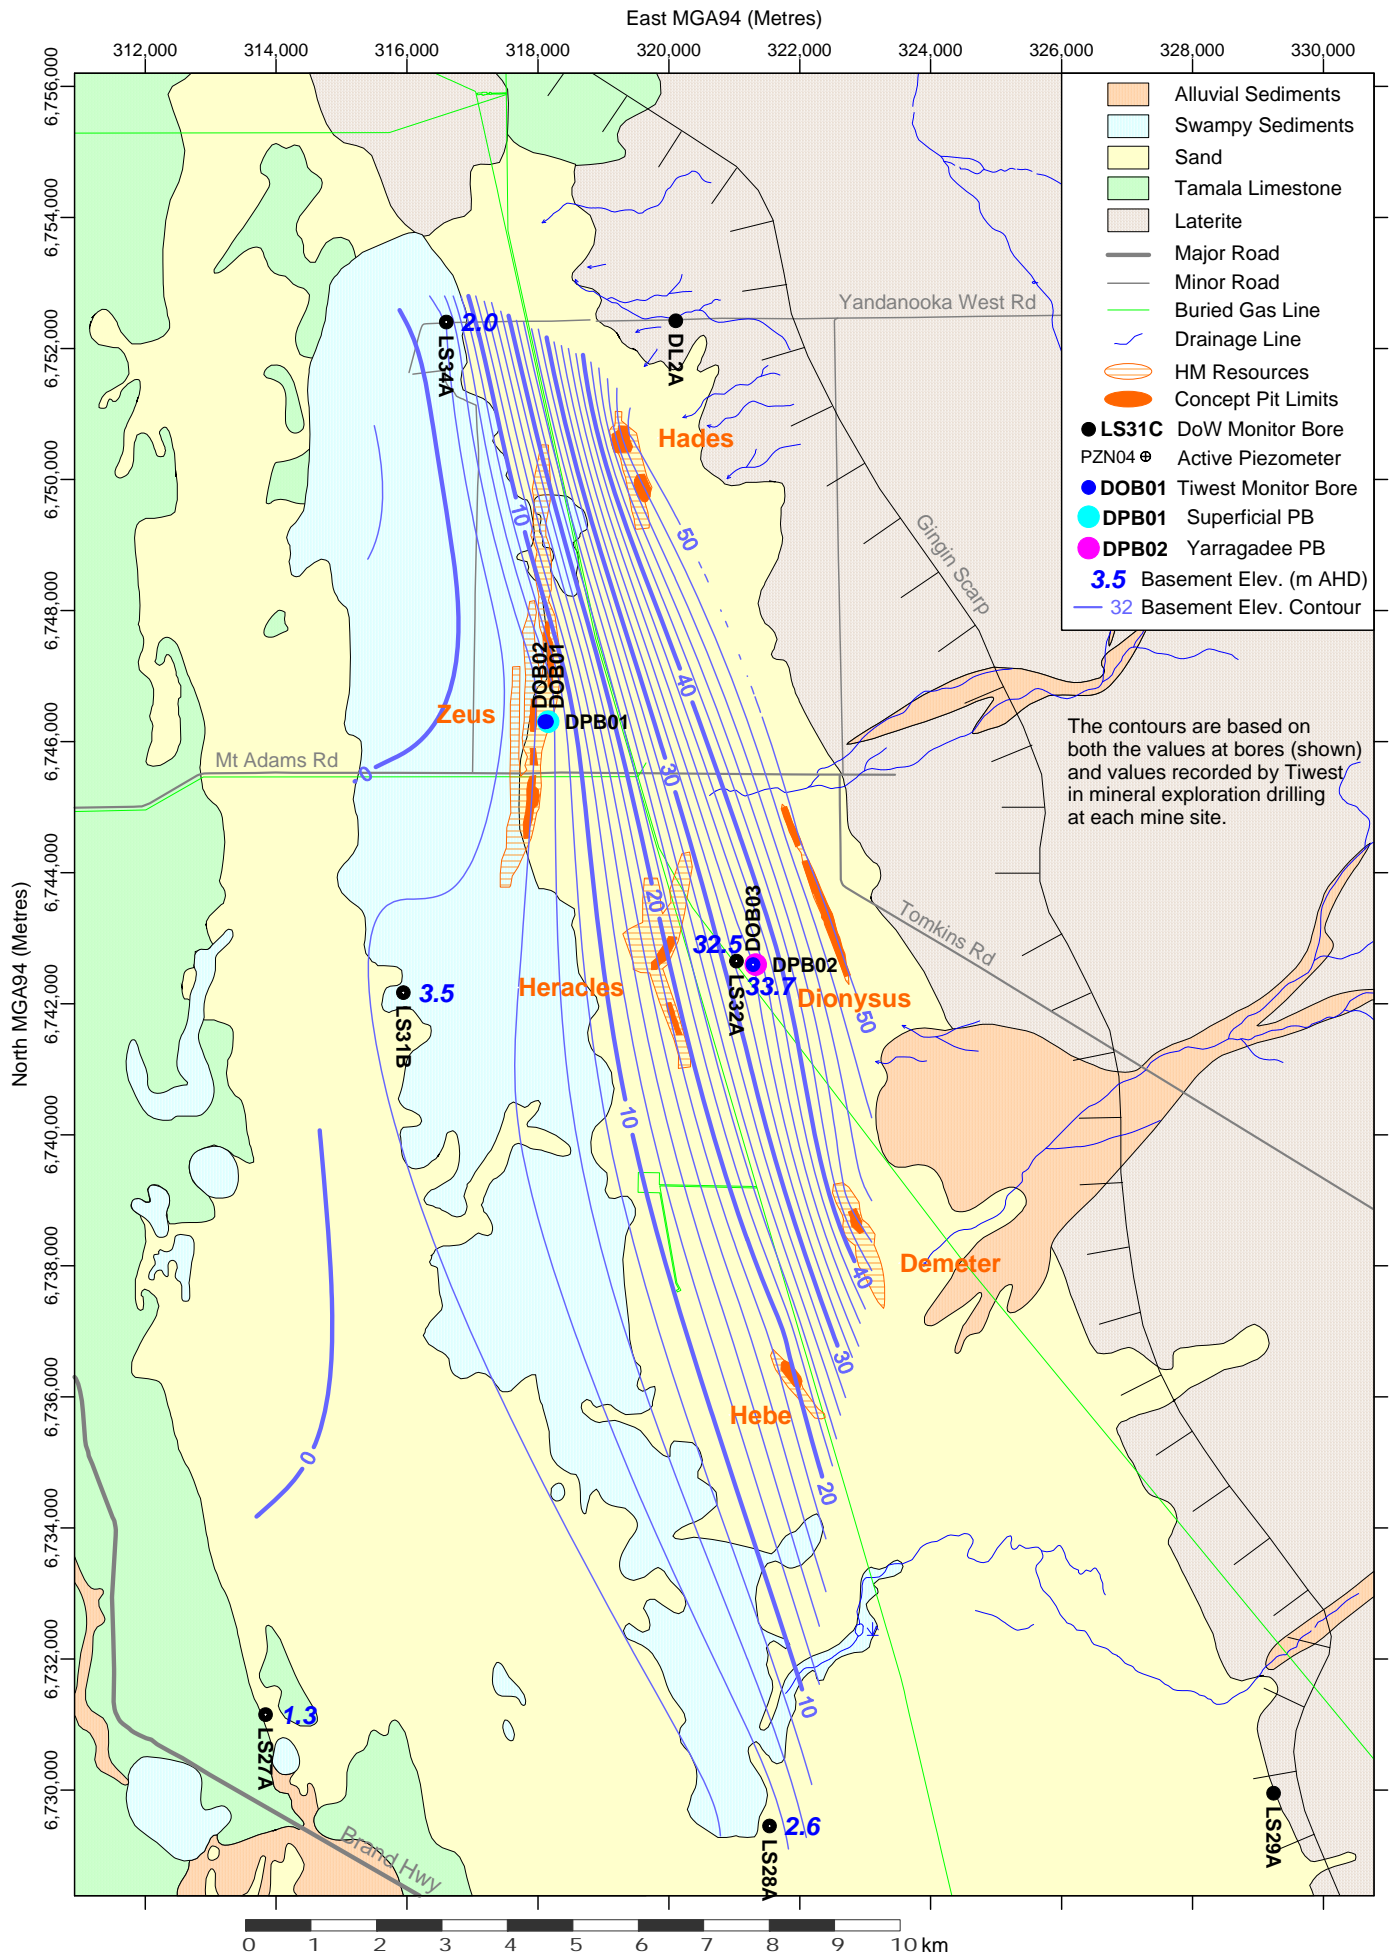 East MGA94 (Metres)
312,000
314,000
316,000
318,000
320,000
322,000
324,000
326,000
328,000
330,000
North MGA94 (Metres)
6,756,000
6,754,000
6,752,000
6,750,000
6,748,000
6,746,000
6,744,000
6,742,000
6,740,000
6,738,000
6,736,000
6,734,000
6,732,000
6,730,000
Alluvial Sediments
Swampy Sediments
Sand
Tamala Limestone
Laterite
Major Road
Minor Road
Buried Gas Line
Drainage Line
HM Resources
Concept Pit Limits
LS31C DoW Monitor Bore
PZN04 Active Piezometer
DOB01 Tiwest Monitor Bore
DPB01 Superficial PB
DPB02 Yarragadee PB
3.5 Basement Elev. (m AHD)
32 Basement Elev. Contour
The contours are based on
both the values at bores (shown)
and values recorded by Tiwest
in mineral exploration drilling
at each mine site.
Yandanooka West Rd
2.0
LS34A
DL2A
Hades
10
50
Gingin Scarp
40
DOB02
DOB01
Zeus
DPB01
Mt Adams Rd
0
30
20
DOB03
Tomkins Rd
32.5
DPB02
33.7
LS32A
Heracles
Dionysus
3.5
LS31B
50
10
Demeter
40
30
Hebe
0
20
10
1.3
LS27A
2.6
LS28A
LS29A
Brand Hwy
0 1 2 3 4 5 6 7 8 9 10 km